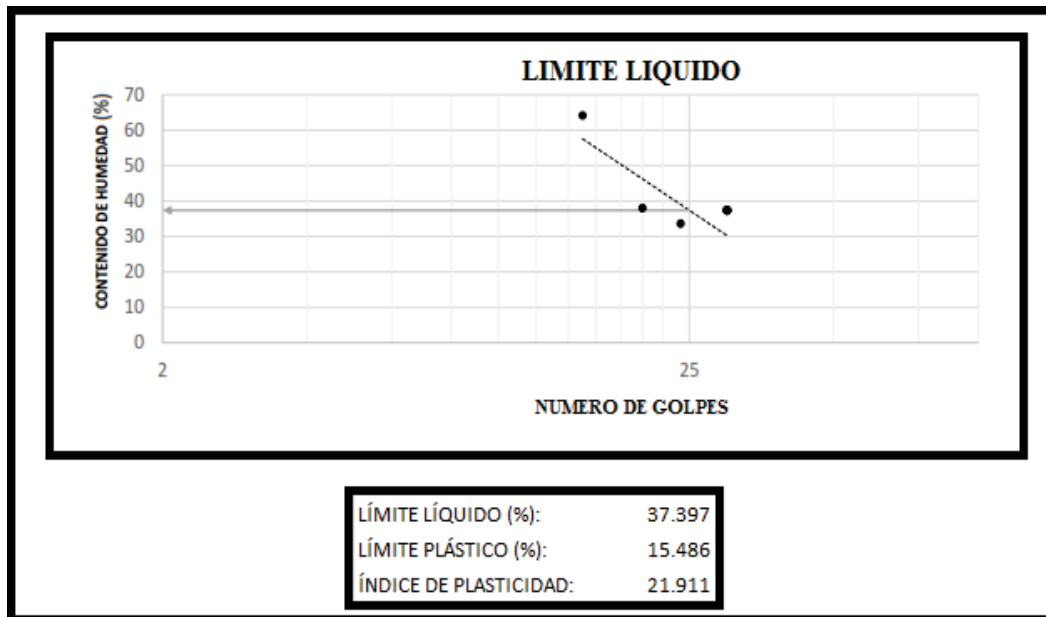 LIMITE LIQUIDO
CONTENIDO DE HUMEDAD (%)
70
60
50
40
30
20
10
0
2 25
NUMERO DE GOLPES
LÍMITE LÍQUIDO (%): 37.397
LÍMITE PLÁSTICO (%): 15.486
ÍNDICE DE PLASTICIDAD: 21.911